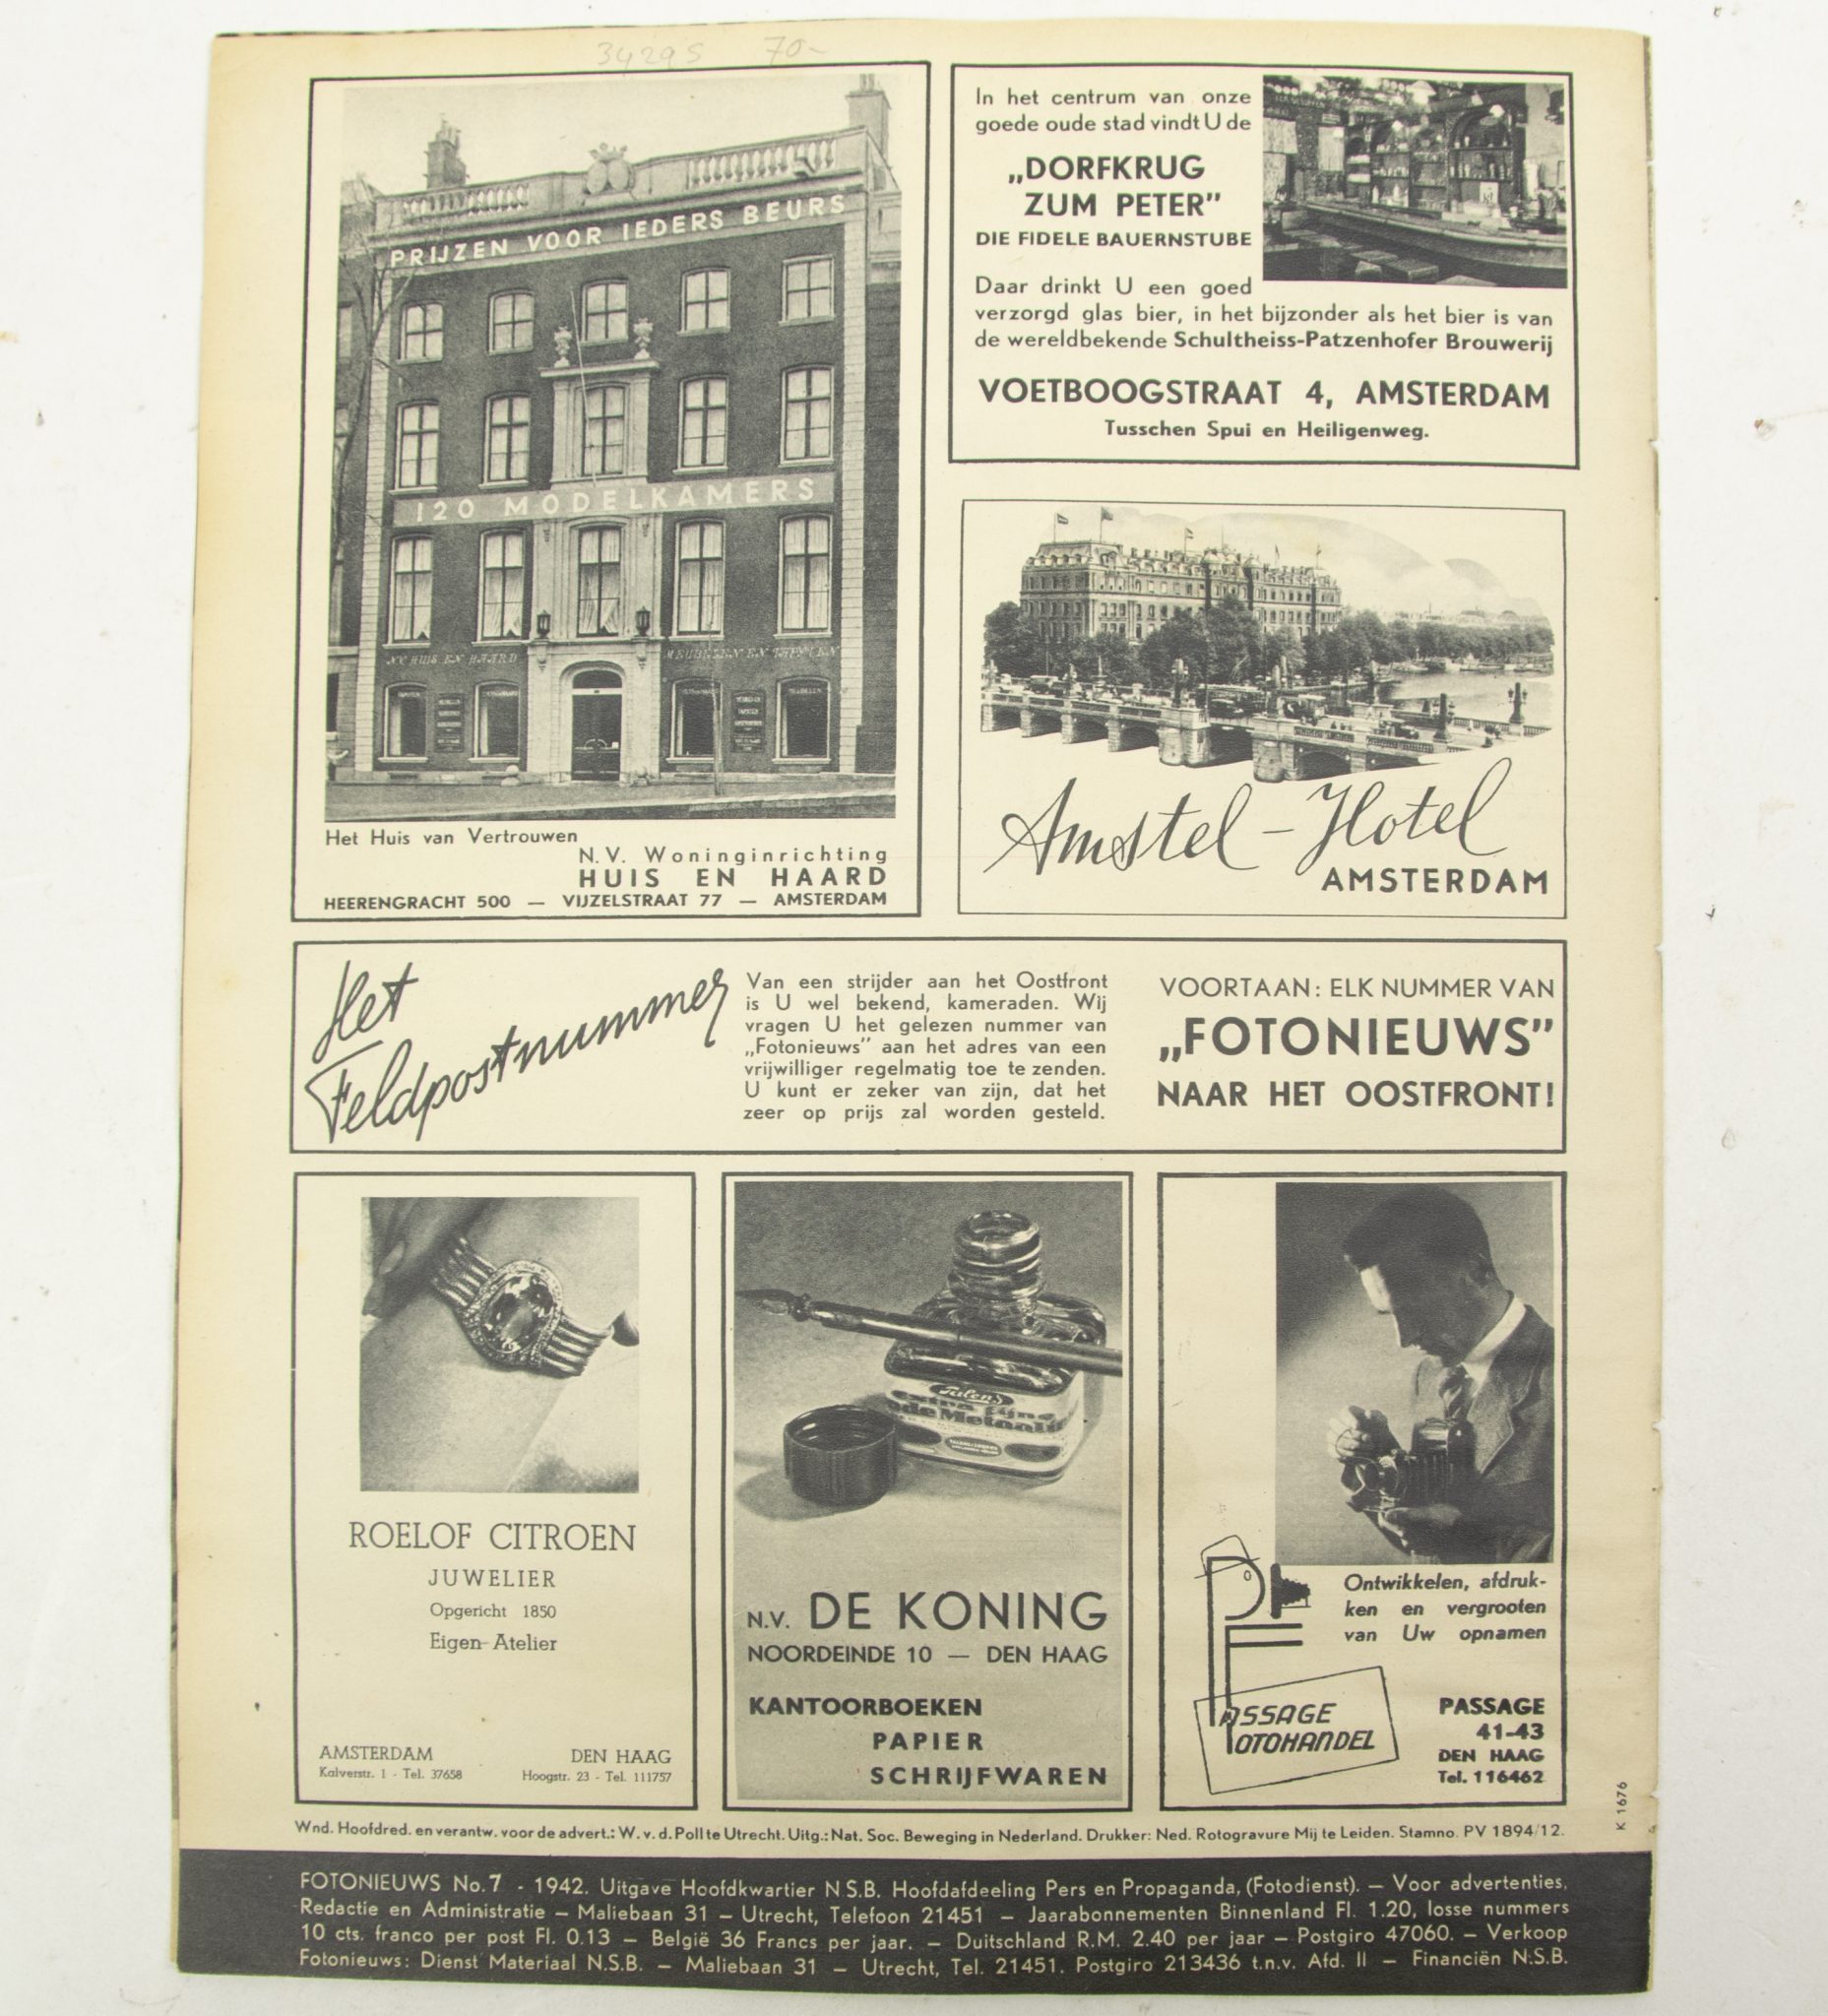 34295 70-
PRIJZEN VOOR IEDERS BEURS
120 MODELKAMERS
NV HUIS EN HAARD
MEUBELEN EN TAPIJTEN
Het Huis van Vertrouwen
N.V. Woninginrichting
HUIS EN HAARD
HEERENGRACHT 500 — VIJZELSTRAAT 77 — AMSTERDAM
In het centrum van onze
goede oude stad vindt U de
„DORFKRUG
ZUM PETER”
DIE FIDELE BAUERNSTUBE
Daar drinkt U een goed
verzorgd glas bier, in het bijzonder als het bier is van
de wereldbekende Schultheiss-Patzenhofer Brouwerij
VOETBOOGSTRAAT 4, AMSTERDAM
Tusschen Spui en Heiligenweg.
Amstel-Hotel
AMSTERDAM
Het
Feldpostnummer
Van een strijder aan het Oostfront
is U wel bekend, kameraden. Wij
vragen U het gelezen nummer van
„Fotonieuws” aan het adres van een
vrijwilliger regelmatig toe te zenden.
U kunt er zeker van zijn, dat het
zeer op prijs zal worden gesteld.
VOORTAAN: ELK NUMMER VAN
„FOTONIEUWS”
NAAR HET OOSTFRONT!
ROELOF CITROEN
JUWELIER
Opgericht 1850
Eigen-Atelier
AMSTERDAM
Kalverstr. 1 - Tel. 37658
DEN HAAG
Hoogstr. 23 - Tel. 111757
Talens
N.V. DE KONING
NOORDEINDE 10 — DEN HAAG
KANTOORBOEKEN
PAPIER
SCHRIJFWAREN
Ontwikkelen, afdruk-
ken en vergrooten
van Uw opnamen
PASSAGE
FOTOHANDEL
PASSAGE
41-43
DEN HAAG
Tel. 116462
K 1676
Wnd. Hoofdred. en verantw. voor de advert.: W. v. d. Poll te Utrecht. Uitg.: Nat. Soc. Beweging in Nederland. Drukker: Ned. Rotogravure Mij te Leiden. Stamno. PV 1894/12.
FOTONIEUWS No. 7 - 1942. Uitgave Hoofdkwartier N.S.B. Hoofdafdeeling Pers en Propaganda, (Fotodienst). — Voor advertenties,
Redactie en Administratie — Maliebaan 31 — Utrecht, Telefoon 21451 — Jaarabonnementen Binnenland Fl. 1.20, losse nummers
10 cts. franco per post Fl. 0.13 — België 36 Francs per jaar. — Duitschland R.M. 2.40 per jaar — Postgiro 47060. — Verkoop
Fotonieuws: Dienst Materiaal N.S.B. — Maliebaan 31 — Utrecht, Tel. 21451. Postgiro 213436 t.n.v. Afd. II — Financiën N.S.B.